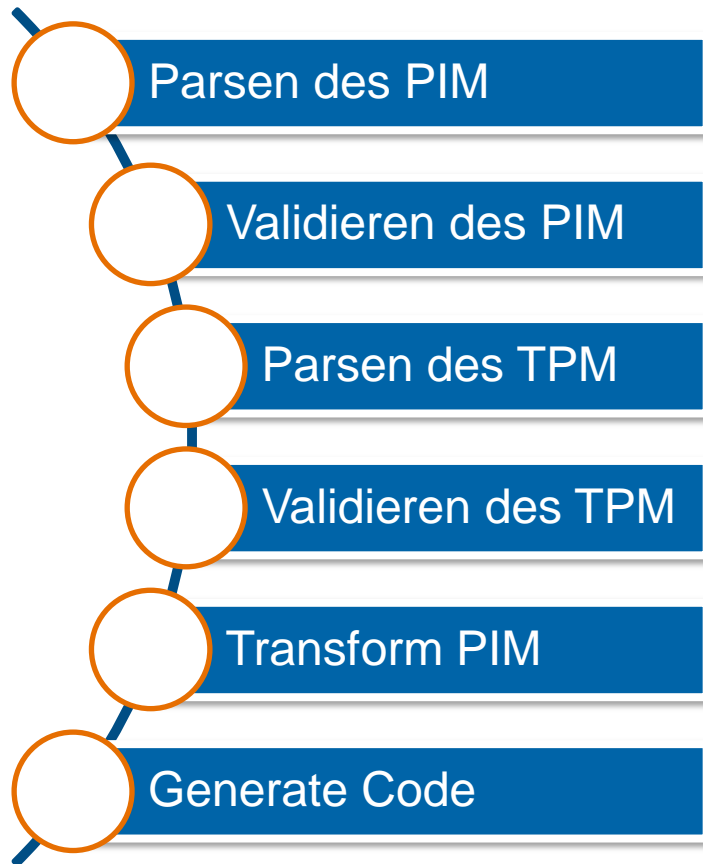 Parsen des PIM
Validieren des PIM
Parsen des TPM
Validieren des TPM
Transform PIM
Generate Code